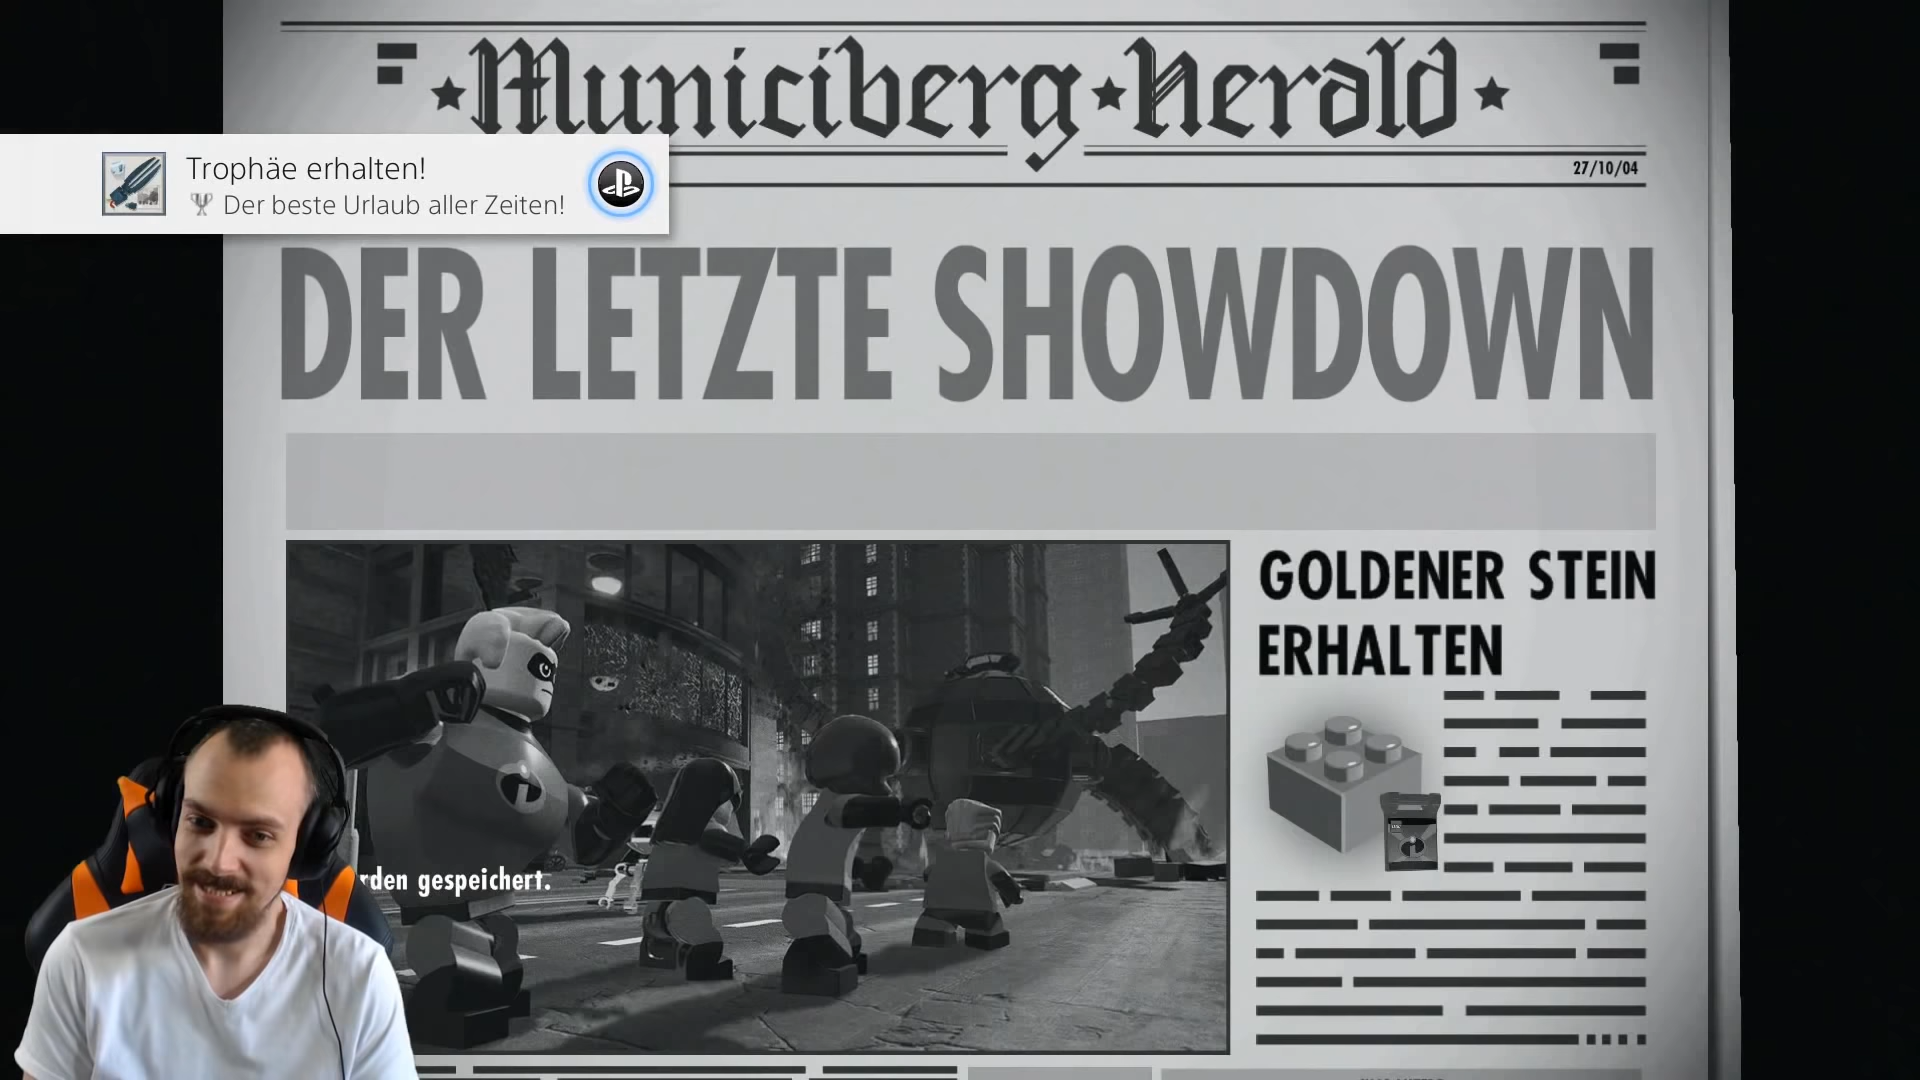 Municiberg Herald
27/10/04
Trophäe erhalten!
Der beste Urlaub aller Zeiten!
DER LETZTE SHOWDOWN
GOLDENER STEIN
ERHALTEN
gespeichert.